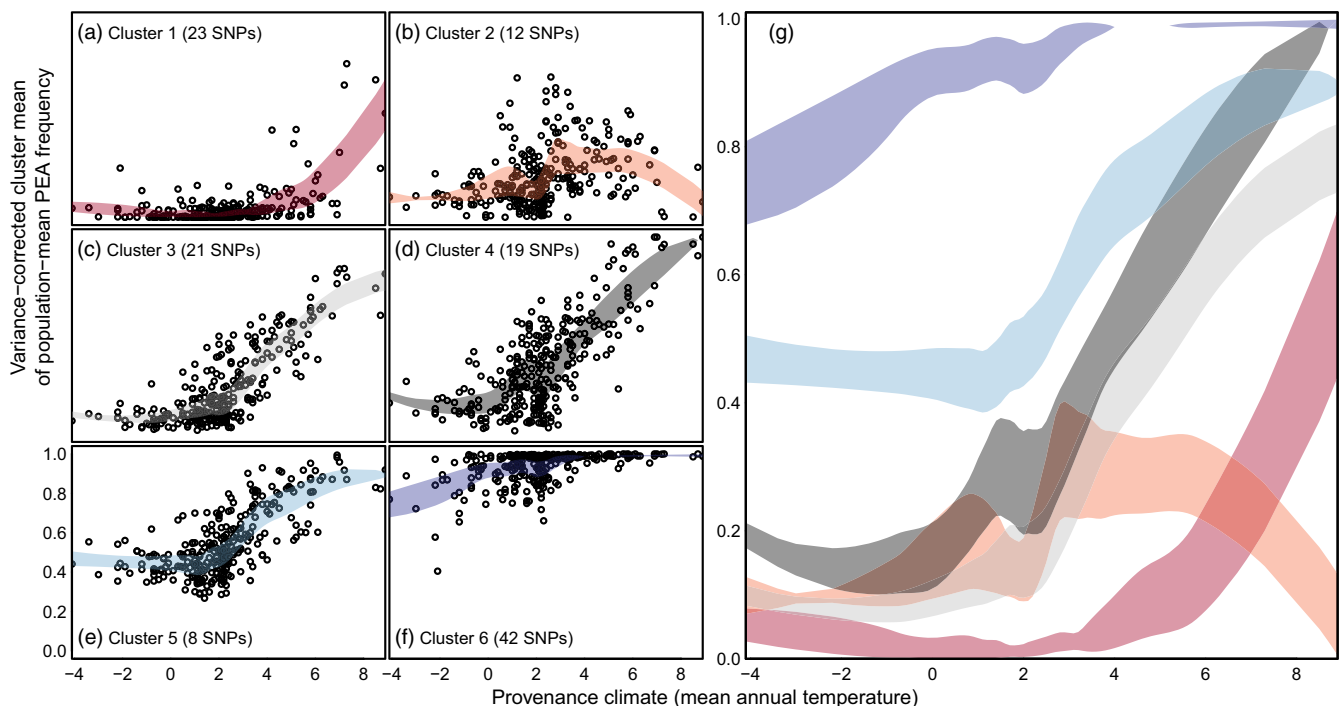 (a) Cluster 1 (23 SNPs)
(b) Cluster 2 (12 SNPs)
(c) Cluster 3 (21 SNPs)
(d) Cluster 4 (19 SNPs)
(e) Cluster 5 (8 SNPs)
(f) Cluster 6 (42 SNPs)
(g)
Variance−corrected cluster mean
of population−mean PEA frequency
1.0
0.8
0.6
0.4
0.2
0.0
1.0
0.8
0.6
0.4
0.2
0.0
−4 −2 0 2 4 6 8
−4 −2 0 2 4 6 8
−4 −2 0 2 4 6 8
Provenance climate (mean annual temperature)